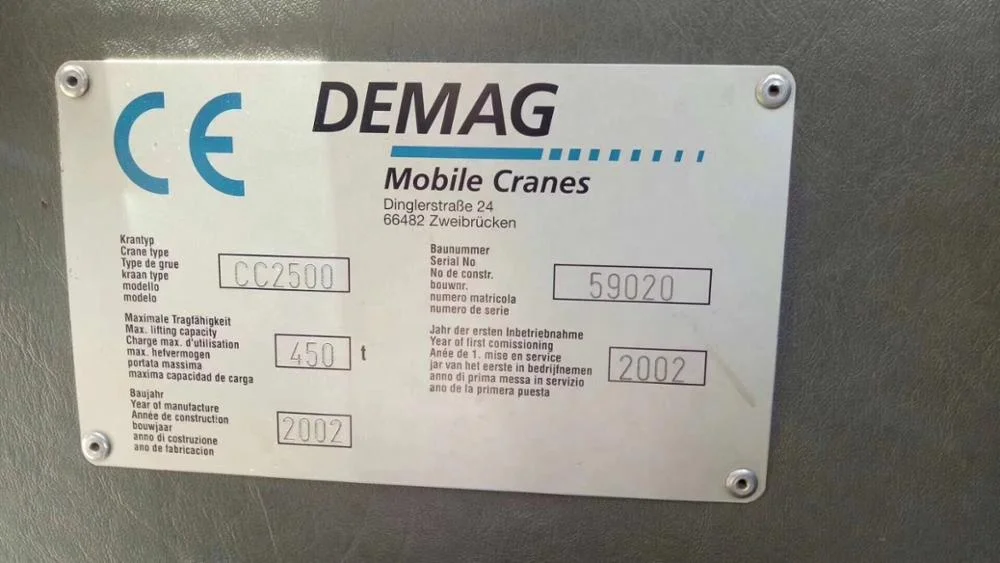 CE
DEMAG
Mobile Cranes
Dinglerstraße 24
66482 Zweibrücken
Krantyp
Crane type
Type de grue
kraan type
modello
modelo
CC2500
Baunummer
Serial No
No de constr.
bouwnr.
numero matricola
numero de serie
59020
Maximale Tragfähigkeit
Max. lifting capacity
Charge max. d'utilisation
max. hefvermogen
portata massima
maxima capacidad de carga
450 t
Jahr der ersten Inbetriebnahme
Year of first comissioning
Anée de 1. mise en service
jar van het eerste in bedrijfnemen
anno di prima messa in servizio
ano de la primera puesta
2002
Baujahr
Year of manufacture
Année de construction
bouwjaar
anno di costruzione
ano de fabricacion
2002